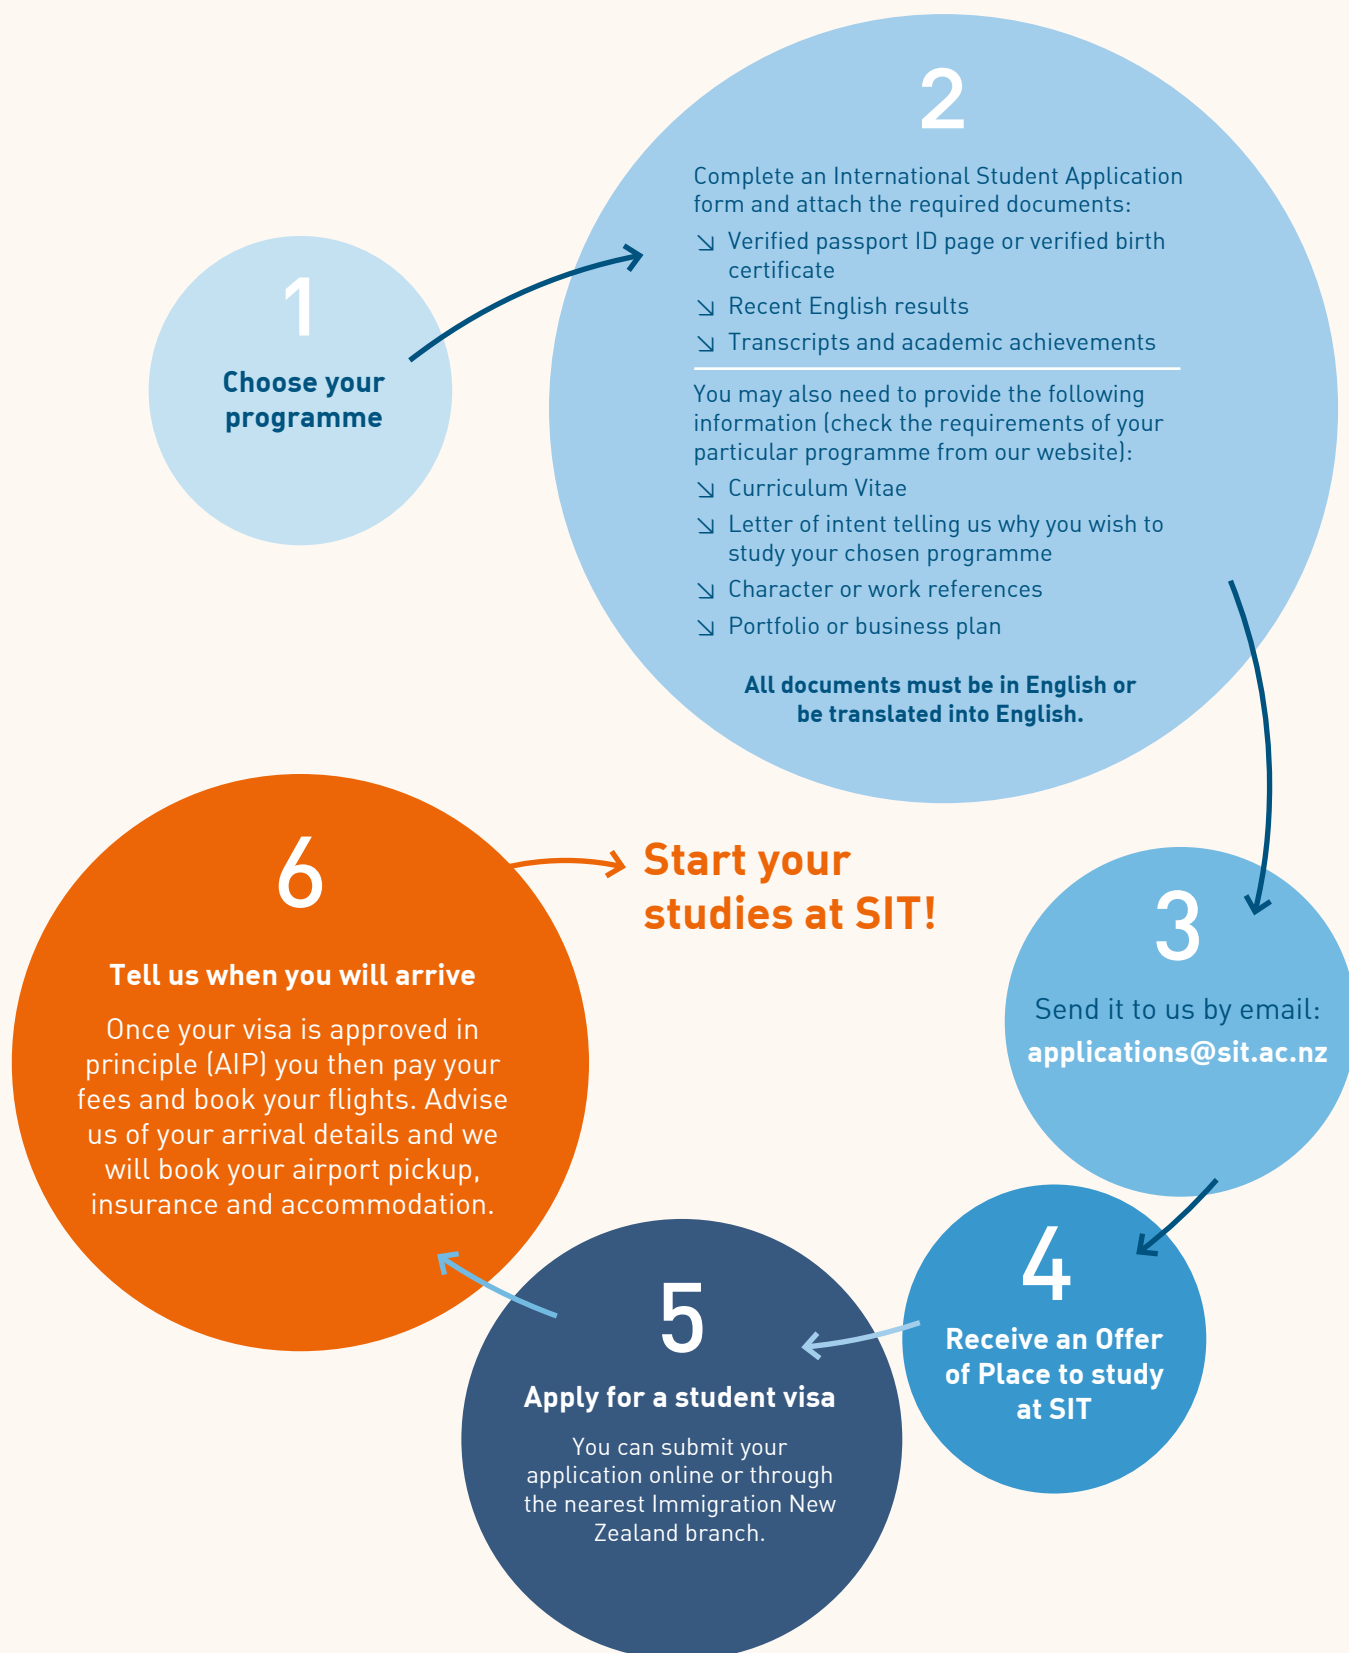 1
Choose your
programme
2
Complete an International Student Application
form and attach the required documents:
↘ Verified passport ID page or verified birth
certificate
↘ Recent English results
↘ Transcripts and academic achievements
You may also need to provide the following
information (check the requirements of your
particular programme from our website):
↘ Curriculum Vitae
↘ Letter of intent telling us why you wish to
study your chosen programme
↘ Character or work references
↘ Portfolio or business plan
All documents must be in English or
be translated into English.
3
Send it to us by email:
applications@sit.ac.nz
4
Receive an Offer
of Place to study
at SIT
5
Apply for a student visa
You can submit your
application online or through
the nearest Immigration New
Zealand branch.
6
Tell us when you will arrive
Once your visa is approved in
principle (AIP) you then pay your
fees and book your flights. Advise
us of your arrival details and we
will book your airport pickup,
insurance and accommodation.
Start your
studies at SIT!